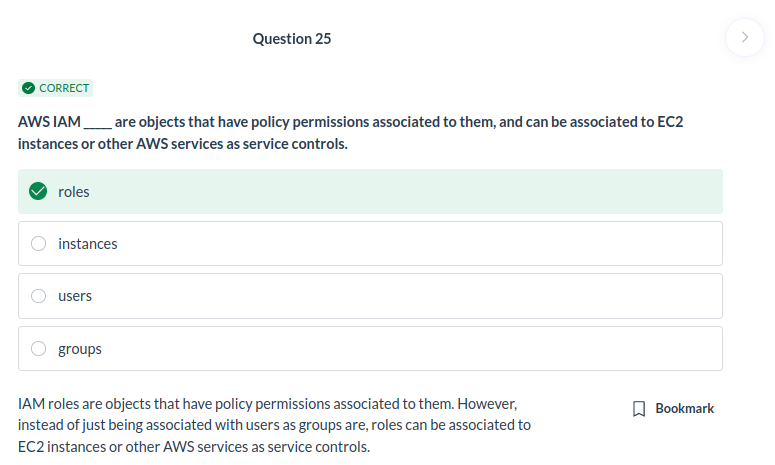 Question 25
CORRECT
AWS IAM _____ are objects that have policy permissions associated to them, and can be associated to EC2
instances or other AWS services as service controls.
roles
instances
users
groups
IAM roles are objects that have policy permissions associated to them. However,
instead of just being associated with users as groups are, roles can be associated to
EC2 instances or other AWS services as service controls.
Bookmark